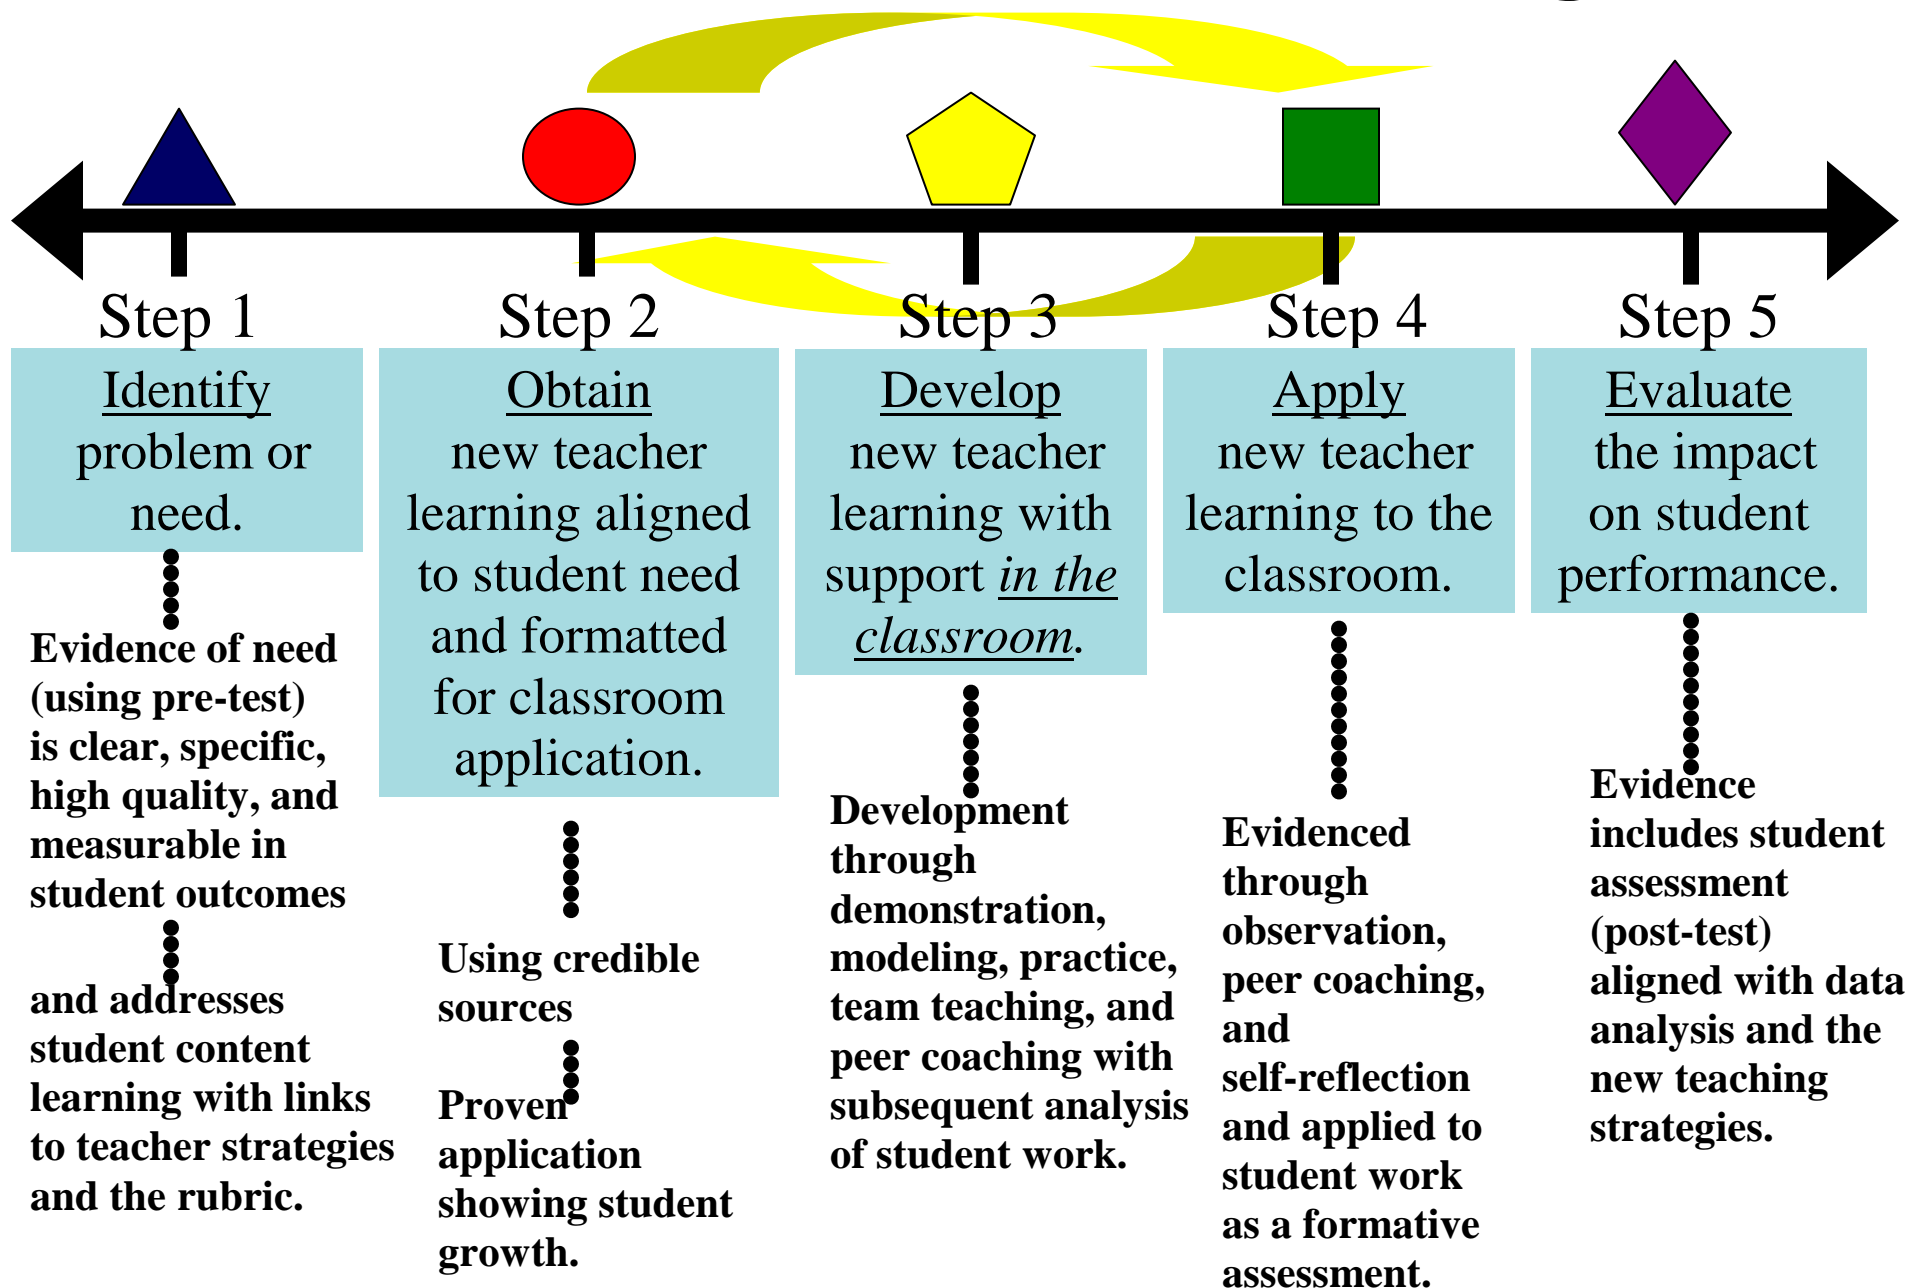 Step 1
Identify
problem or
need.
Evidence of need
(using pre-test)
is clear, specific,
high quality, and
measurable in
student outcomes
and addresses
student content
learning with links
to teacher strategies
and the rubric.
Step 2
Obtain
new teacher
learning aligned
to student need
and formatted
for classroom
application.
Using credible
sources
Proven
application
showing student
growth.
Step 3
Develop
new teacher
learning with
support in the
classroom.
Development
through
demonstration,
modeling, practice,
team teaching, and
peer coaching with
subsequent analysis
of student work.
Step 4
Apply
new teacher
learning to the
classroom.
Evidenced
through
observation,
peer coaching,
and
self-reflection
and applied to
student work
as a formative
assessment.
Step 5
Evaluate
the impact
on student
performance.
Evidence
includes student
assessment
(post-test)
aligned with data
analysis and the
new teaching
strategies.